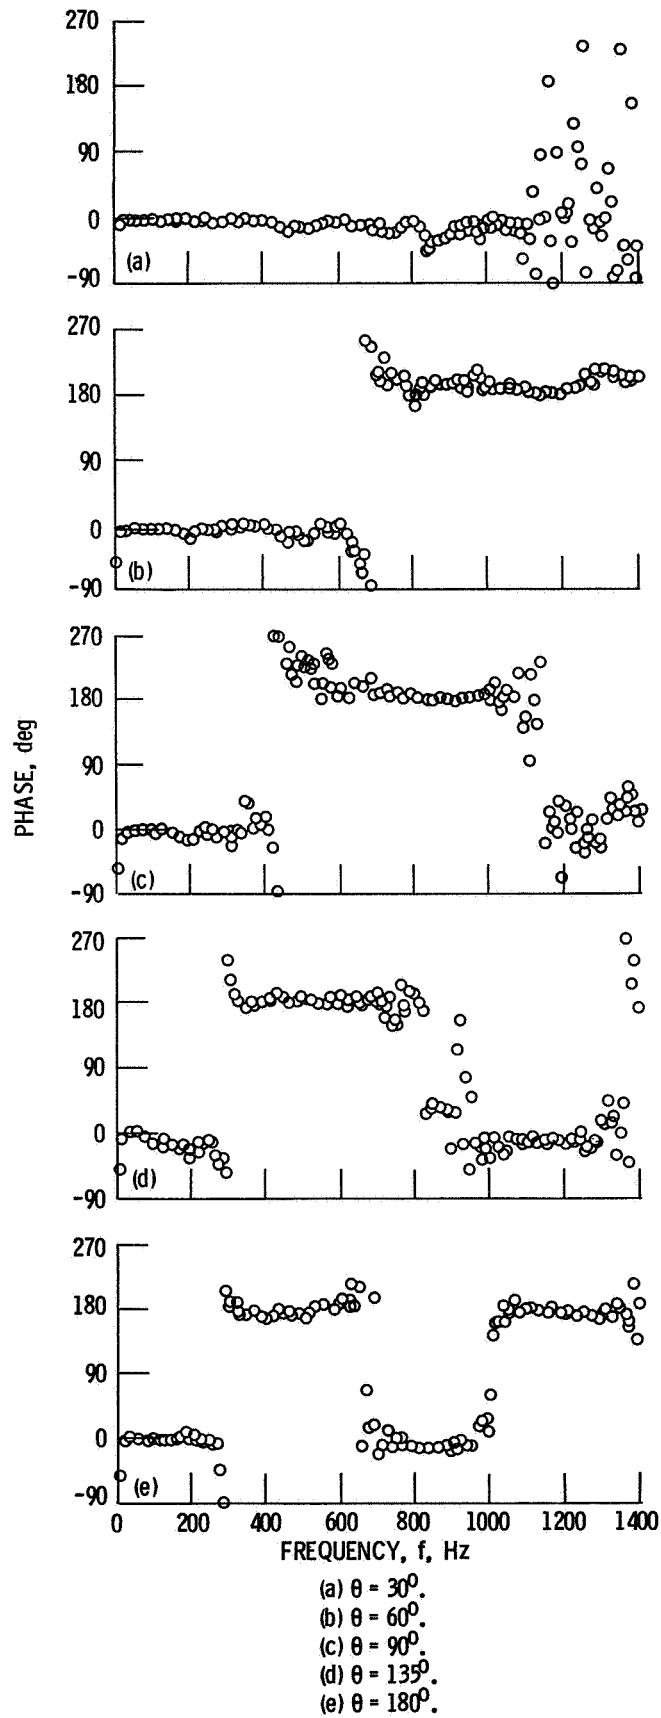 270
180
90
0
-90
(a)
270
180
90
0
-90
(b)
PHASE, deg
270
180
90
0
-90
(c)
270
180
90
0
-90
(d)
270
180
90
0
-90
(e)
0 200 400 600 800 1000 1200 1400
FREQUENCY, f, Hz
(a) θ = 30⁰.
(b) θ = 60⁰.
(c) θ = 90⁰.
(d) θ = 135⁰.
(e) θ = 180⁰.